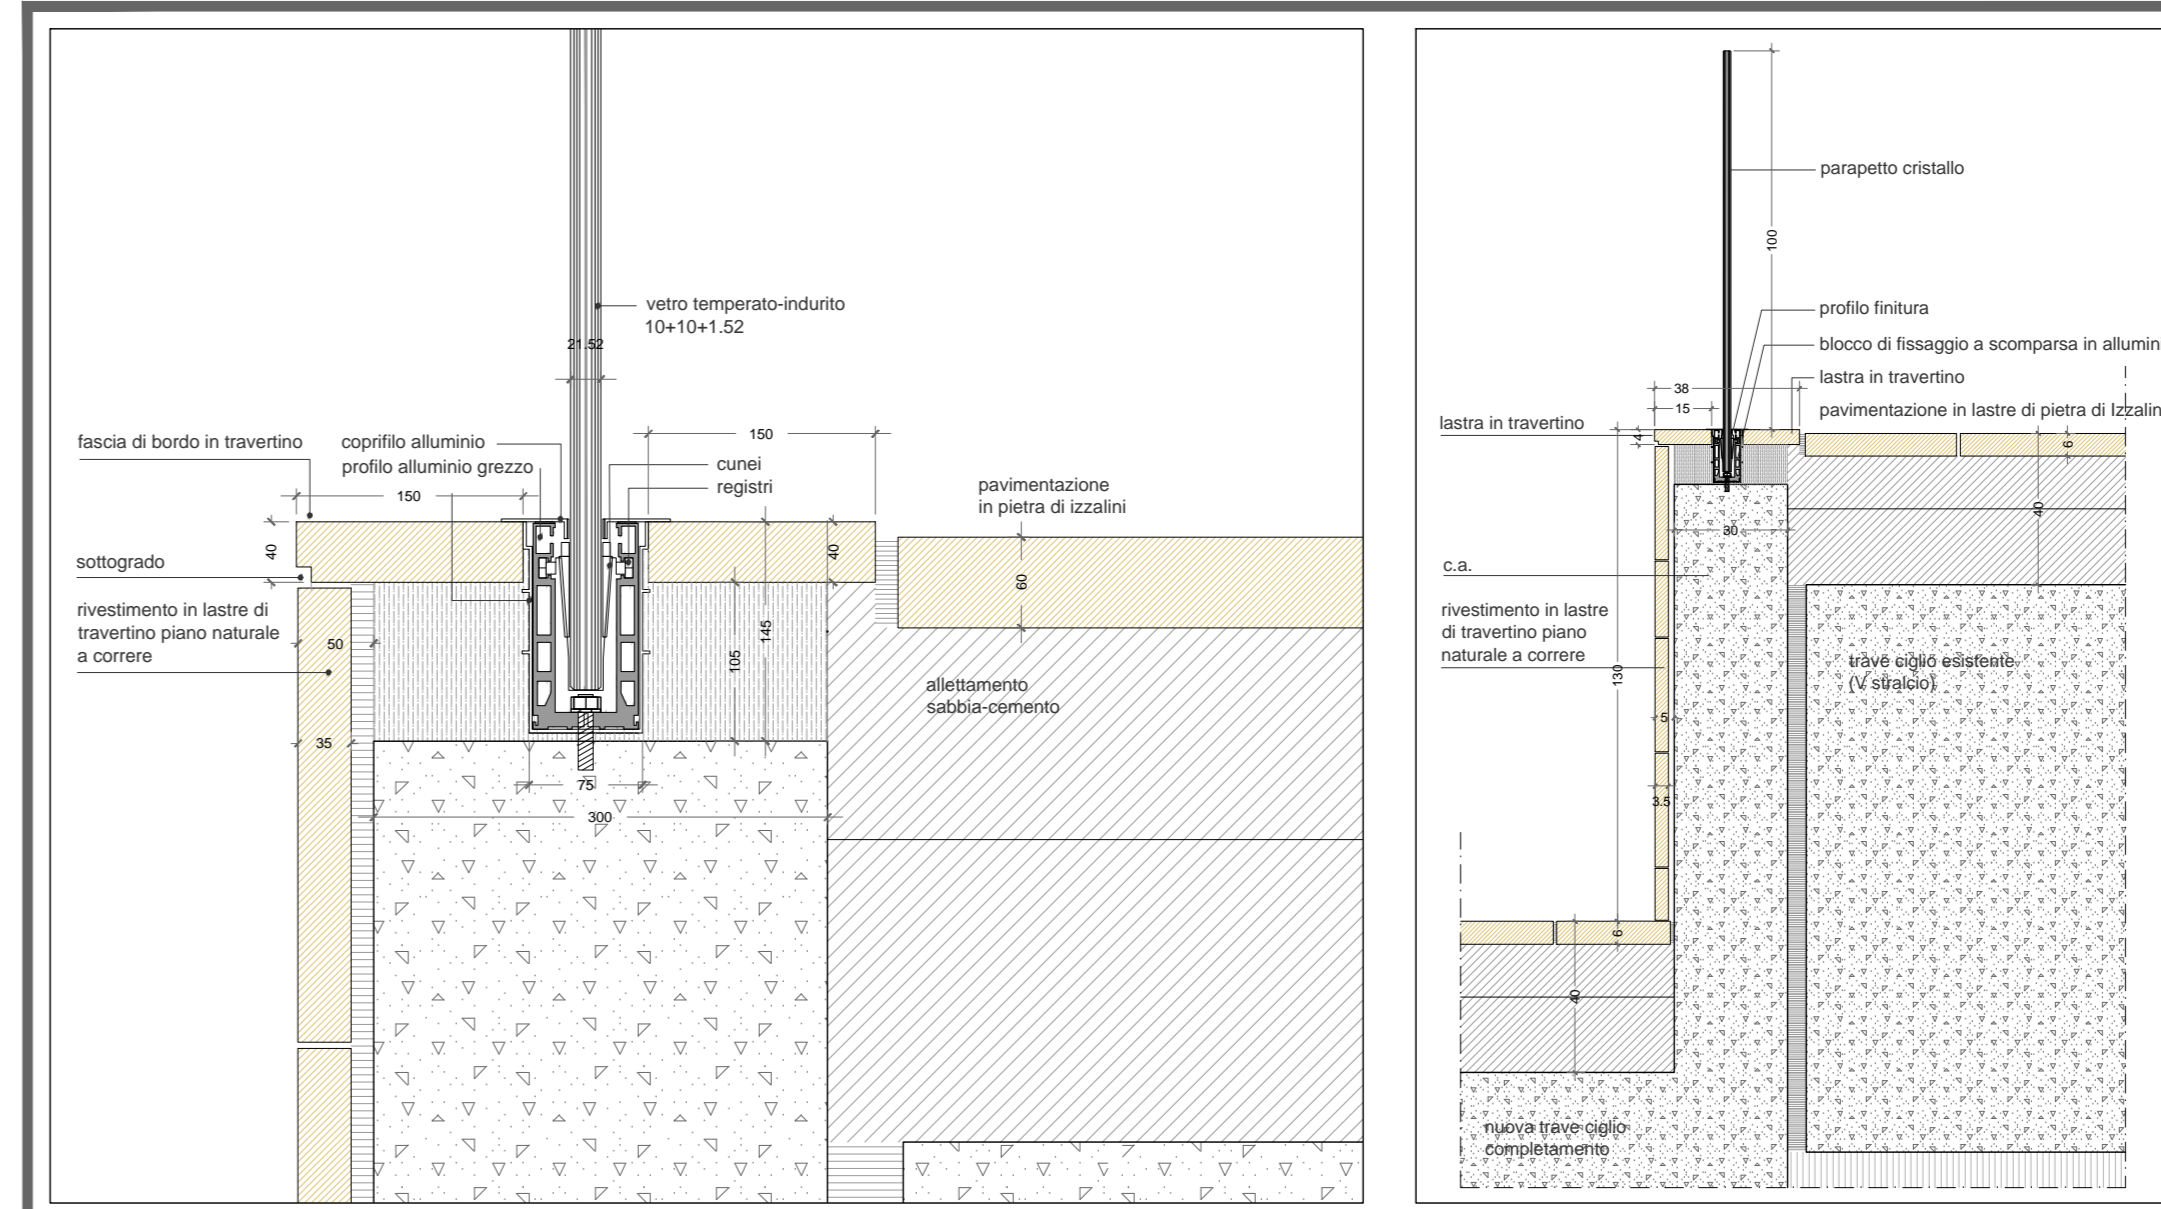 vetro temperato-indurito
10+10+1.52
21.52
fascia di bordo in travertino
coprifilo alluminio
profilo alluminio grezzo
150
cunei
registri
150
pavimentazione
in pietra di izzalini
40
40
sottogrado
60
rivestimento in lastre di
travertino piano naturale
a correre
50
145
105
allettamento
sabbia-cemento
35
75
300
parapetto cristallo
100
profilo finitura
blocco di fissaggio a scomparsa in allumin
lastra in travertino
38
15
pavimentazione in lastre di pietra di Izzalin
lastra in travertino
4
6
40
30
c.a.
rivestimento in lastre
di travertino piano
naturale a correre
130
trave ciglio esistente
(V stralcio)
5
3.5
6
40
nuova trave ciglio
completamento